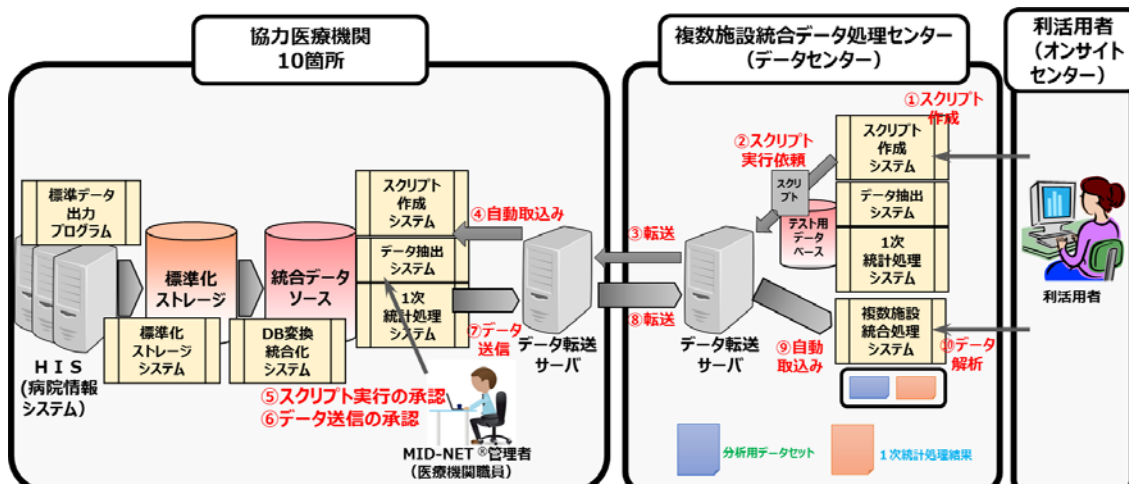 協力医療機関
10箇所
複数施設統合データ処理センター
（データセンター）
利活用者
（オンサイト
センター）
標準データ
出力
プログラム
HIS
(病院情報
システム)
標準化
ストレージ
標準化
ストレージ
システム
統合データ
ソース
DB変換
統合化
システム
スクリプト
作成
システム
データ抽出
システム
1次
統計処理
システム
④自動取込み
⑦データ
送信
データ転送
サーバ
⑤スクリプト実行の承認
⑥データ送信の承認
MID-NET®管理者
（医療機関職員）
③転送
⑧転送
データ転送
サーバ
①スクリプト
作成
②スクリプト
実行依頼
スクリ
プト
テスト用
データ
ベース
スクリプト
作成
システム
データ抽出
システム
1次
統計処理
システム
複数施設
統合処理
システム
⑨自動
取込み
⑩データ
解析
利活用者
分析用データセット
1次統計処理結果